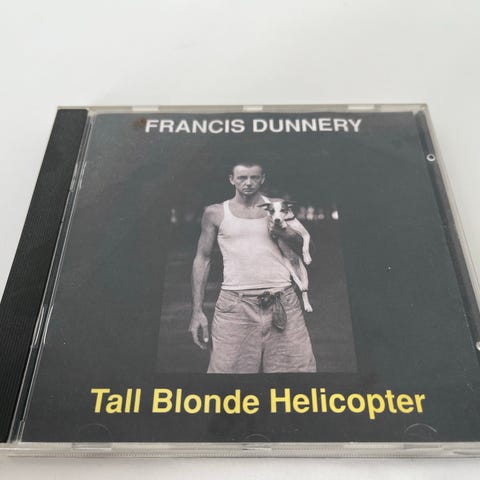 FRANCIS DUNNERY
Tall Blonde Helicopter